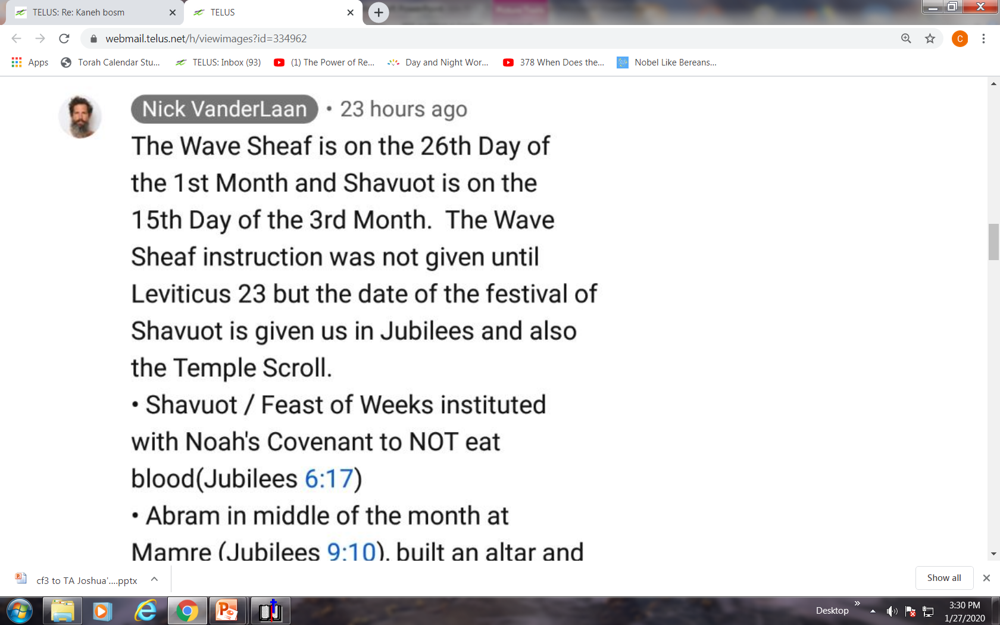 TELUS: Re: Kaneh bosm
TELUS
webmail.telus.net/h/viewimages?id=334962
C
Apps
Torah Calendar Stu...
TELUS: Inbox (93)
(1) The Power of Re...
Day and Night Wor...
378 When Does the...
Nobel Like Bereans...
Nick VanderLaan • 23 hours ago
The Wave Sheaf is on the 26th Day of
the 1st Month and Shavuot is on the
15th Day of the 3rd Month. The Wave
Sheaf instruction was not given until
Leviticus 23 but the date of the festival of
Shavuot is given us in Jubilees and also
the Temple Scroll.
• Shavuot / Feast of Weeks instituted
with Noah's Covenant to NOT eat
blood(Jubilees 6:17)
• Abram in middle of the month at
Mamre (Jubilees 9:10), built an altar and
cf3 to TA Joshua'....pptx
Show all
Desktop
3:30 PM
1/27/2020